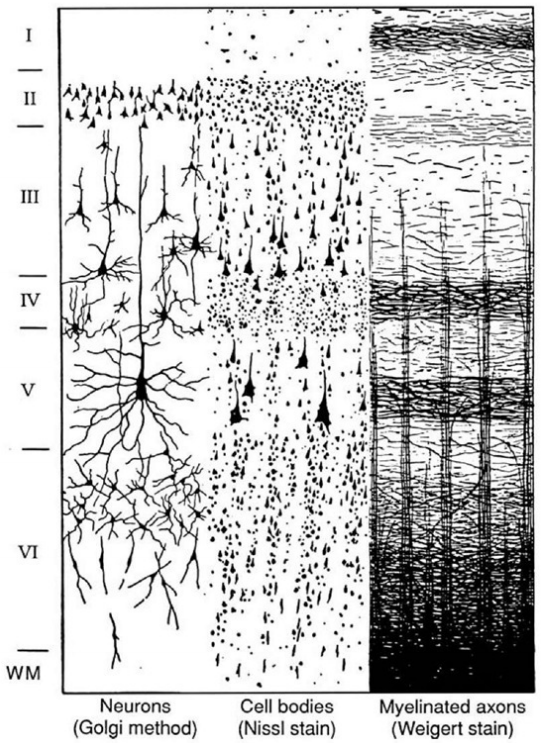 I
II
III
IV
V
VI
WM
Neurons
(Golgi method)
Cell bodies
(Nissl stain)
Myelinated axons
(Weigert stain)